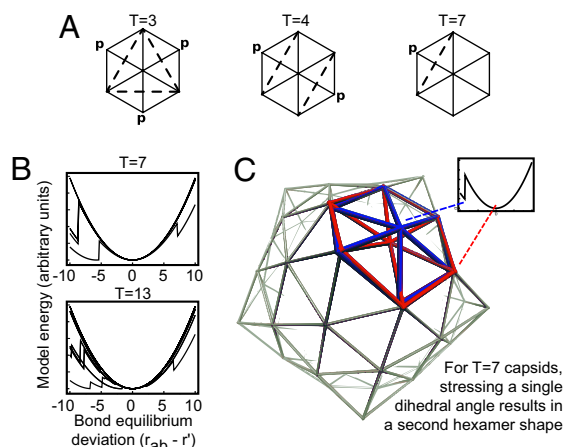 A
T=3
T=4
T=7
p
p
p
p
p
p
B
T=7
Model energy (arbitrary units)
-10 -5 0 5 10
T=13
-10 -5 0 5 10
Bond equilibrium
deviation (r_ab - r')
C
For T=7 capsids,
stressing a single
dihedral angle results in
a second hexamer shape